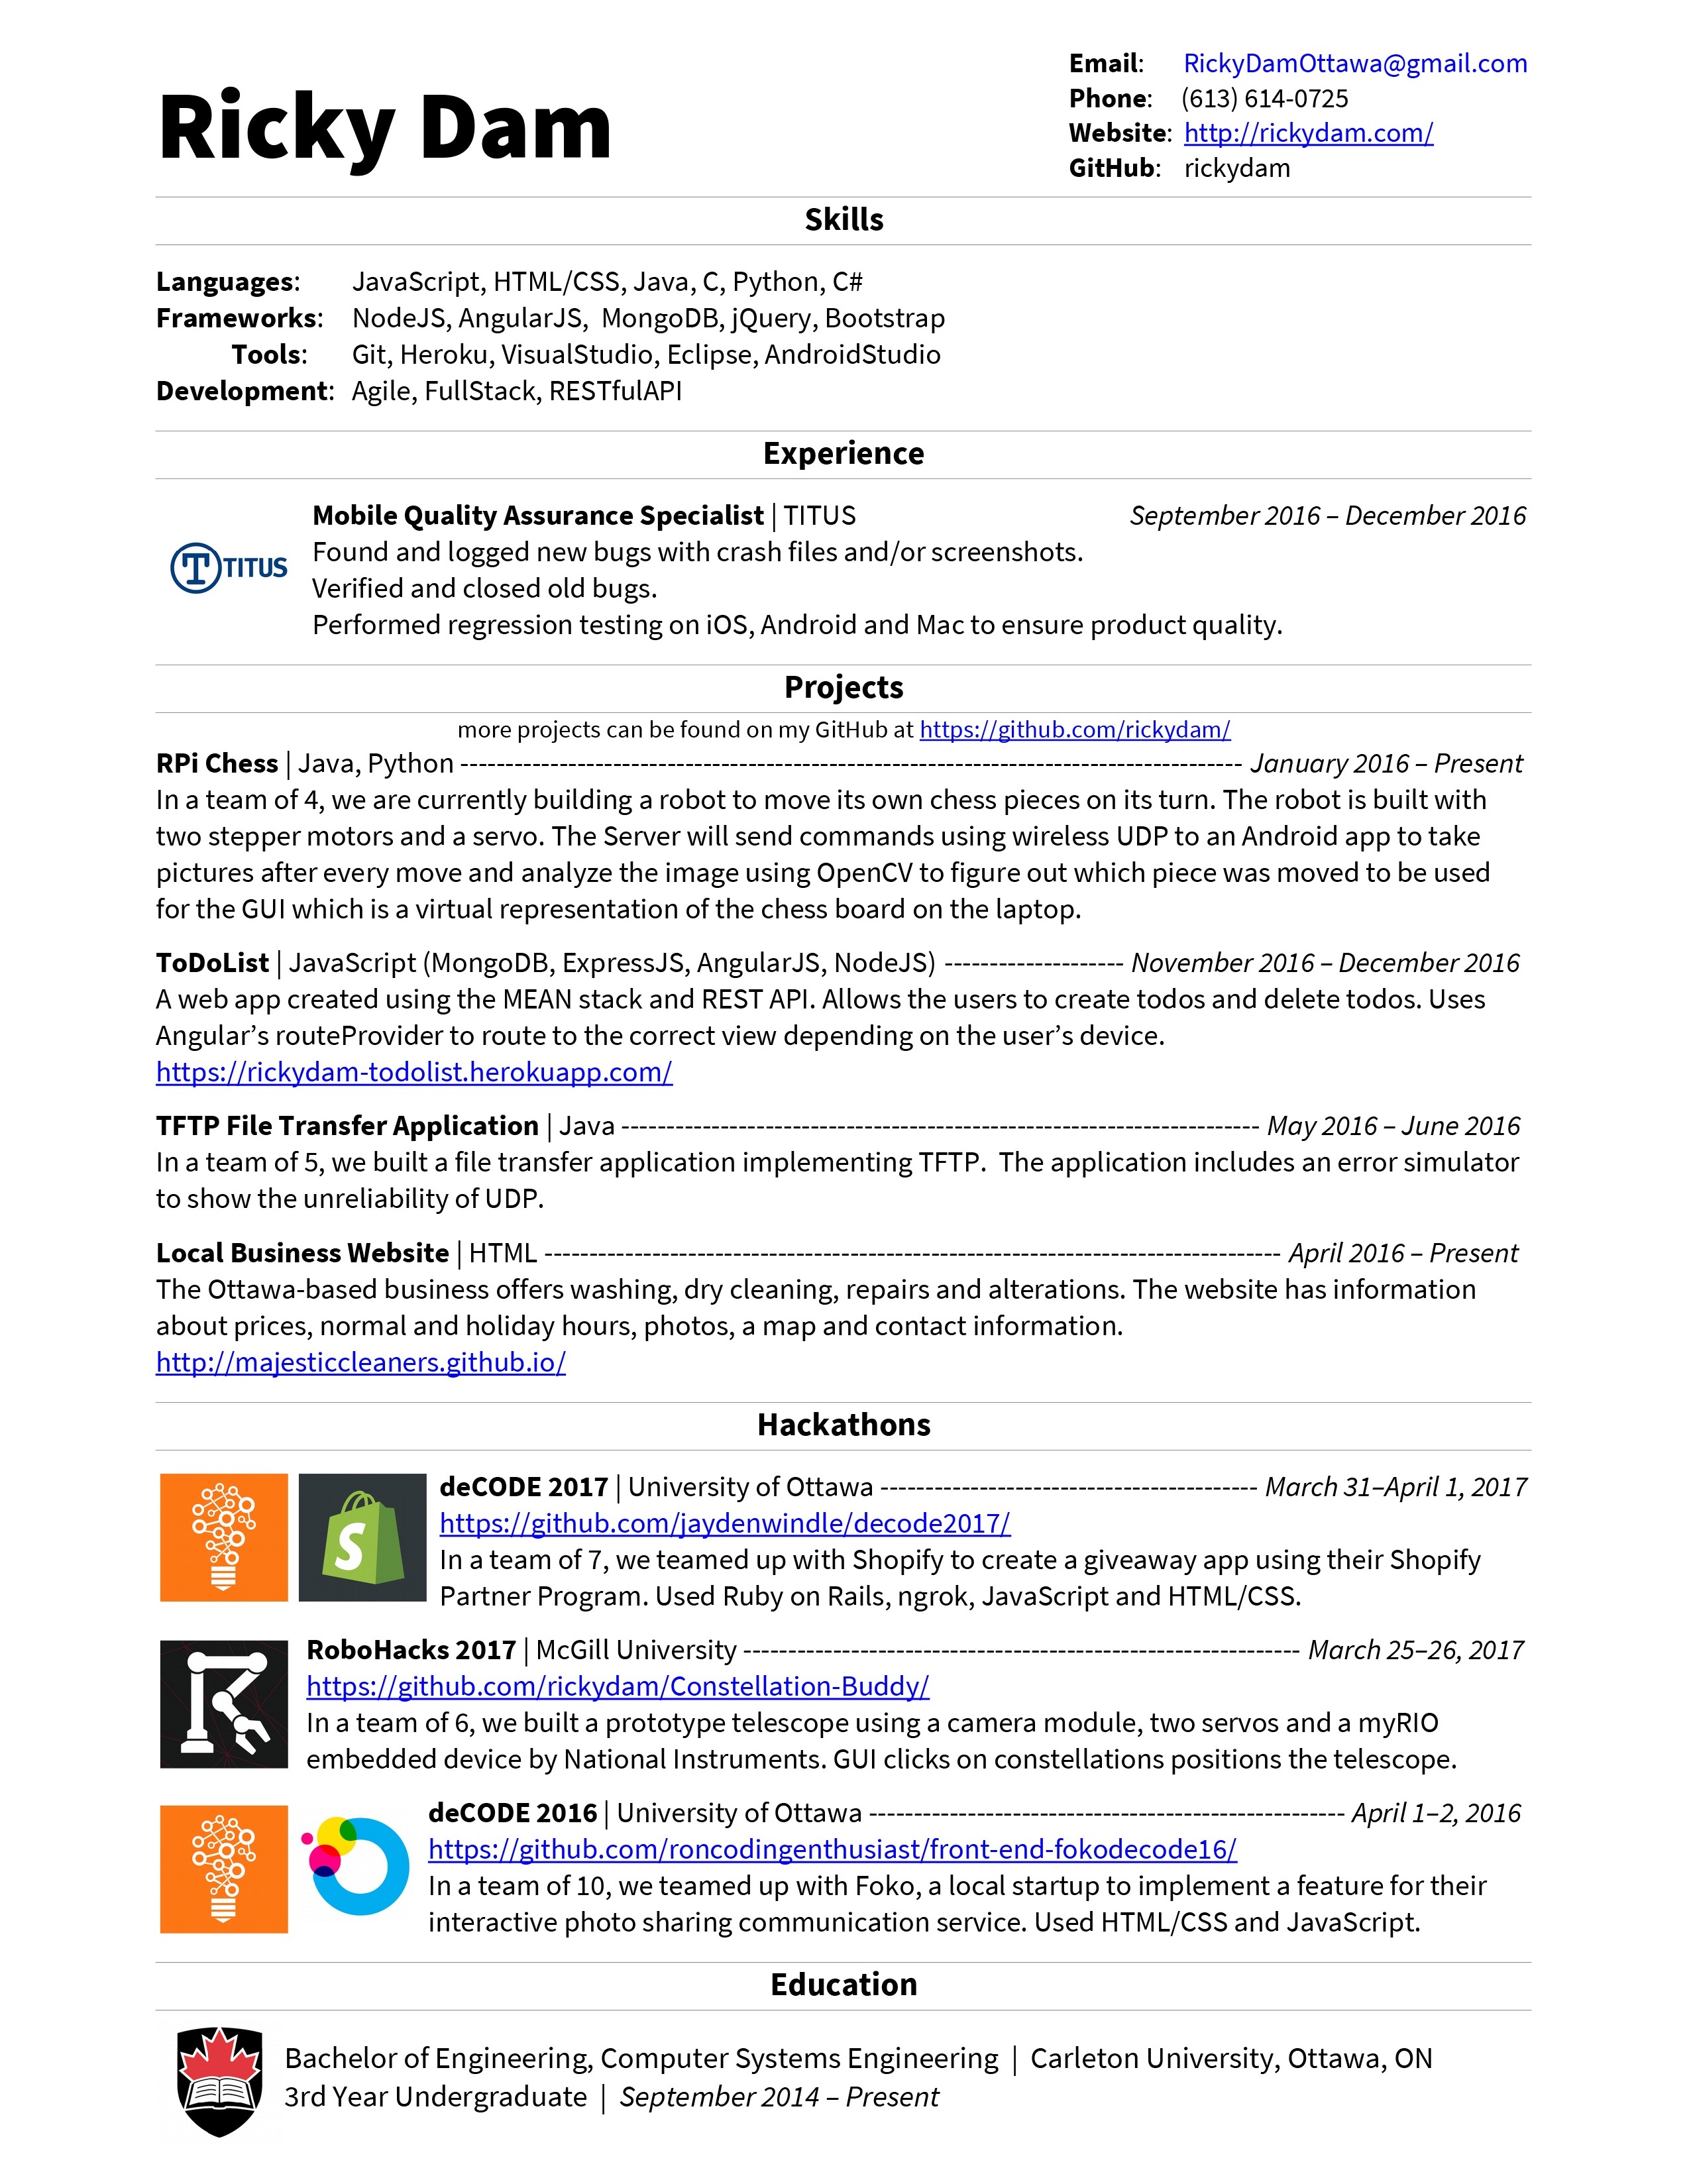 Ricky Dam
Email: RickyDamOttawa@gmail.com
Phone: (613) 614-0725
Website: http://rickydam.com/
GitHub: rickydam
Skills
Languages: JavaScript, HTML/CSS, Java, C, Python, C#
Frameworks: NodeJS, AngularJS, MongoDB, jQuery, Bootstrap
Tools: Git, Heroku, VisualStudio, Eclipse, AndroidStudio
Development: Agile, FullStack, RESTfulAPI
Experience
Mobile Quality Assurance Specialist | TITUS September 2016 – December 2016
TITUS
Found and logged new bugs with crash files and/or screenshots.
Verified and closed old bugs.
Performed regression testing on iOS, Android and Mac to ensure product quality.
Projects
more projects can be found on my GitHub at https://github.com/rickydam/
RPi Chess | Java, Python --------------------------------------------------------------------------------------- January 2016 – Present
In a team of 4, we are currently building a robot to move its own chess pieces on its turn. The robot is built with
two stepper motors and a servo. The Server will send commands using wireless UDP to an Android app to take
pictures after every move and analyze the image using OpenCV to figure out which piece was moved to be used
for the GUI which is a virtual representation of the chess board on the laptop.
ToDoList | JavaScript (MongoDB, ExpressJS, AngularJS, NodeJS) -------------------- November 2016 – December 2016
A web app created using the MEAN stack and REST API. Allows the users to create todos and delete todos. Uses
Angular’s routeProvider to route to the correct view depending on the user’s device.
https://rickydam-todolist.herokuapp.com/
TFTP File Transfer Application | Java ----------------------------------------------------------------------- May 2016 – June 2016
In a team of 5, we built a file transfer application implementing TFTP. The application includes an error simulator
to show the unreliability of UDP.
Local Business Website | HTML ---------------------------------------------------------------------------------- April 2016 – Present
The Ottawa-based business offers washing, dry cleaning, repairs and alterations. The website has information
about prices, normal and holiday hours, photos, a map and contact information.
http://majesticcleaners.github.io/
Hackathons
deCODE 2017 | University of Ottawa ------------------------------------------ March 31–April 1, 2017
https://github.com/jaydenwindle/decode2017/
In a team of 7, we teamed up with Shopify to create a giveaway app using their Shopify
Partner Program. Used Ruby on Rails, ngrok, JavaScript and HTML/CSS.
RoboHacks 2017 | McGill University -------------------------------------------------------------- March 25–26, 2017
https://github.com/rickydam/Constellation-Buddy/
In a team of 6, we built a prototype telescope using a camera module, two servos and a myRIO
embedded device by National Instruments. GUI clicks on constellations positions the telescope.
deCODE 2016 | University of Ottawa ----------------------------------------------------- April 1–2, 2016
https://github.com/roncodingenthusiast/front-end-fokodecode16/
In a team of 10, we teamed up with Foko, a local startup to implement a feature for their
interactive photo sharing communication service. Used HTML/CSS and JavaScript.
Education
Bachelor of Engineering, Computer Systems Engineering | Carleton University, Ottawa, ON
3rd Year Undergraduate | September 2014 – Present